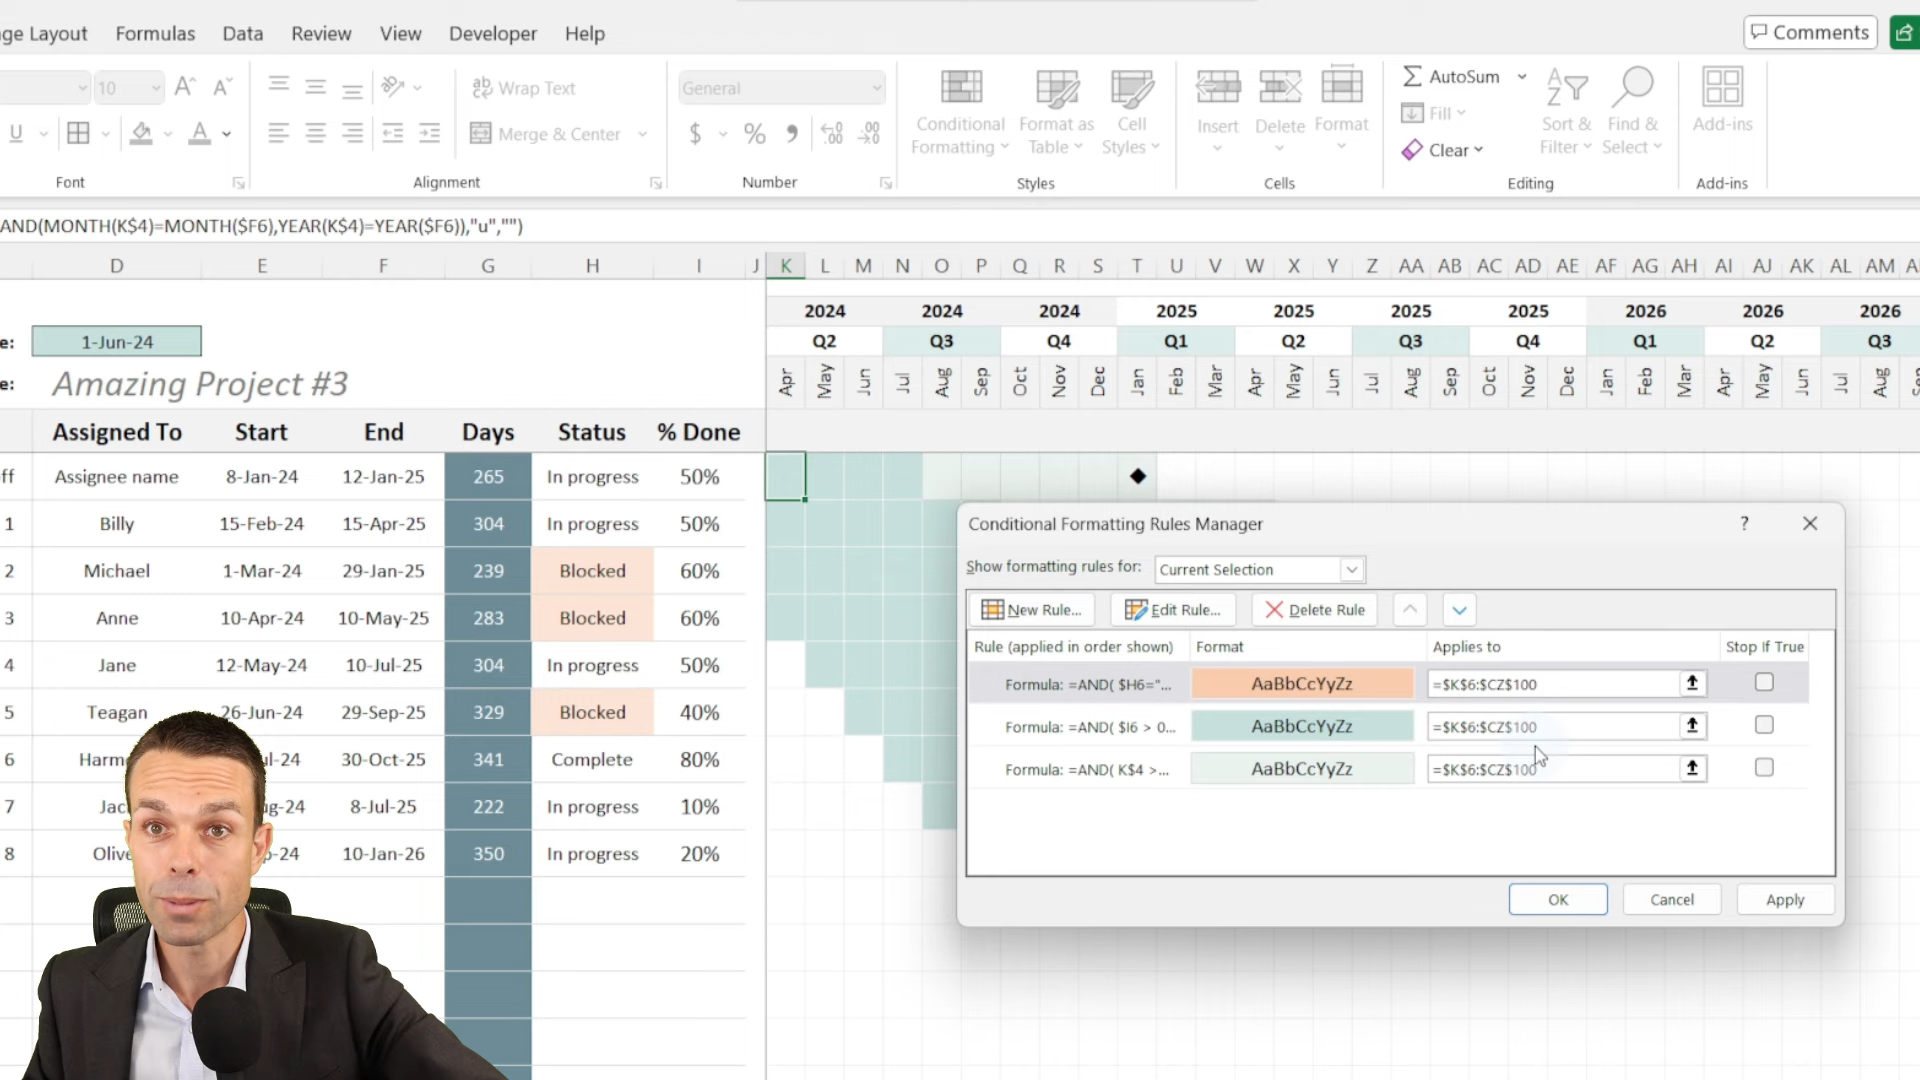 ge Layout Formulas Data Review View Developer Help Comments
10 Wrap Text General Conditional Formatting Format as Table Cell Styles Insert Delete Format AutoSum Fill Clear Sort & Filter Find & Select Add-ins
U Merge & Center $ %
Font Alignment Number Styles Cells Editing Add-ins
AND(MONTH(K$4)=MONTH($F6),YEAR(K$4)=YEAR($F6)),"u","")
D E F G H I J K L M N O P Q R S T U V W X Y Z AA AB AC AD AE AF AG AH AI AJ AK AL AM
2024 2024 2024 2025 2025 2025 2025 2026 2026 2026
e: 1-Jun-24 Q2 Q3 Q4 Q1 Q2 Q3 Q4 Q1 Q2 Q3
e: Amazing Project #3 Apr May Jun Jul Aug Sep Oct Nov Dec Jan Feb Mar Apr May Jun Jul Aug Sep Oct Nov Dec Jan Feb Mar Apr May Jun Jul Aug
Assigned To Start End Days Status % Done
ff Assignee name 8-Jan-24 12-Jan-25 265 In progress 50%
1 Billy 15-Feb-24 15-Apr-25 304 In progress 50%
2 Michael 1-Mar-24 29-Jan-25 239 Blocked 60%
3 Anne 10-Apr-24 10-May-25 283 Blocked 60%
4 Jane 12-May-24 10-Jul-25 304 In progress 50%
5 Teagan 26-Jun-24 29-Sep-25 329 Blocked 40%
6 Harm ul-24 30-Oct-25 341 Complete 80%
7 Jac ug-24 8-Jul-25 222 In progress 10%
8 Olive p-24 10-Jan-26 350 In progress 20%
Conditional Formatting Rules Manager ?
Show formatting rules for: Current Selection
New Rule... Edit Rule... Delete Rule
Rule (applied in order shown) Format Applies to Stop If True
Formula: =AND( $H6="... AaBbCcYyZz =$K$6:$CZ$100
Formula: =AND( $I6 > 0... AaBbCcYyZz =$K$6:$CZ$100
Formula: =AND( K$4 >... AaBbCcYyZz =$K$6:$CZ$100
OK Cancel Apply